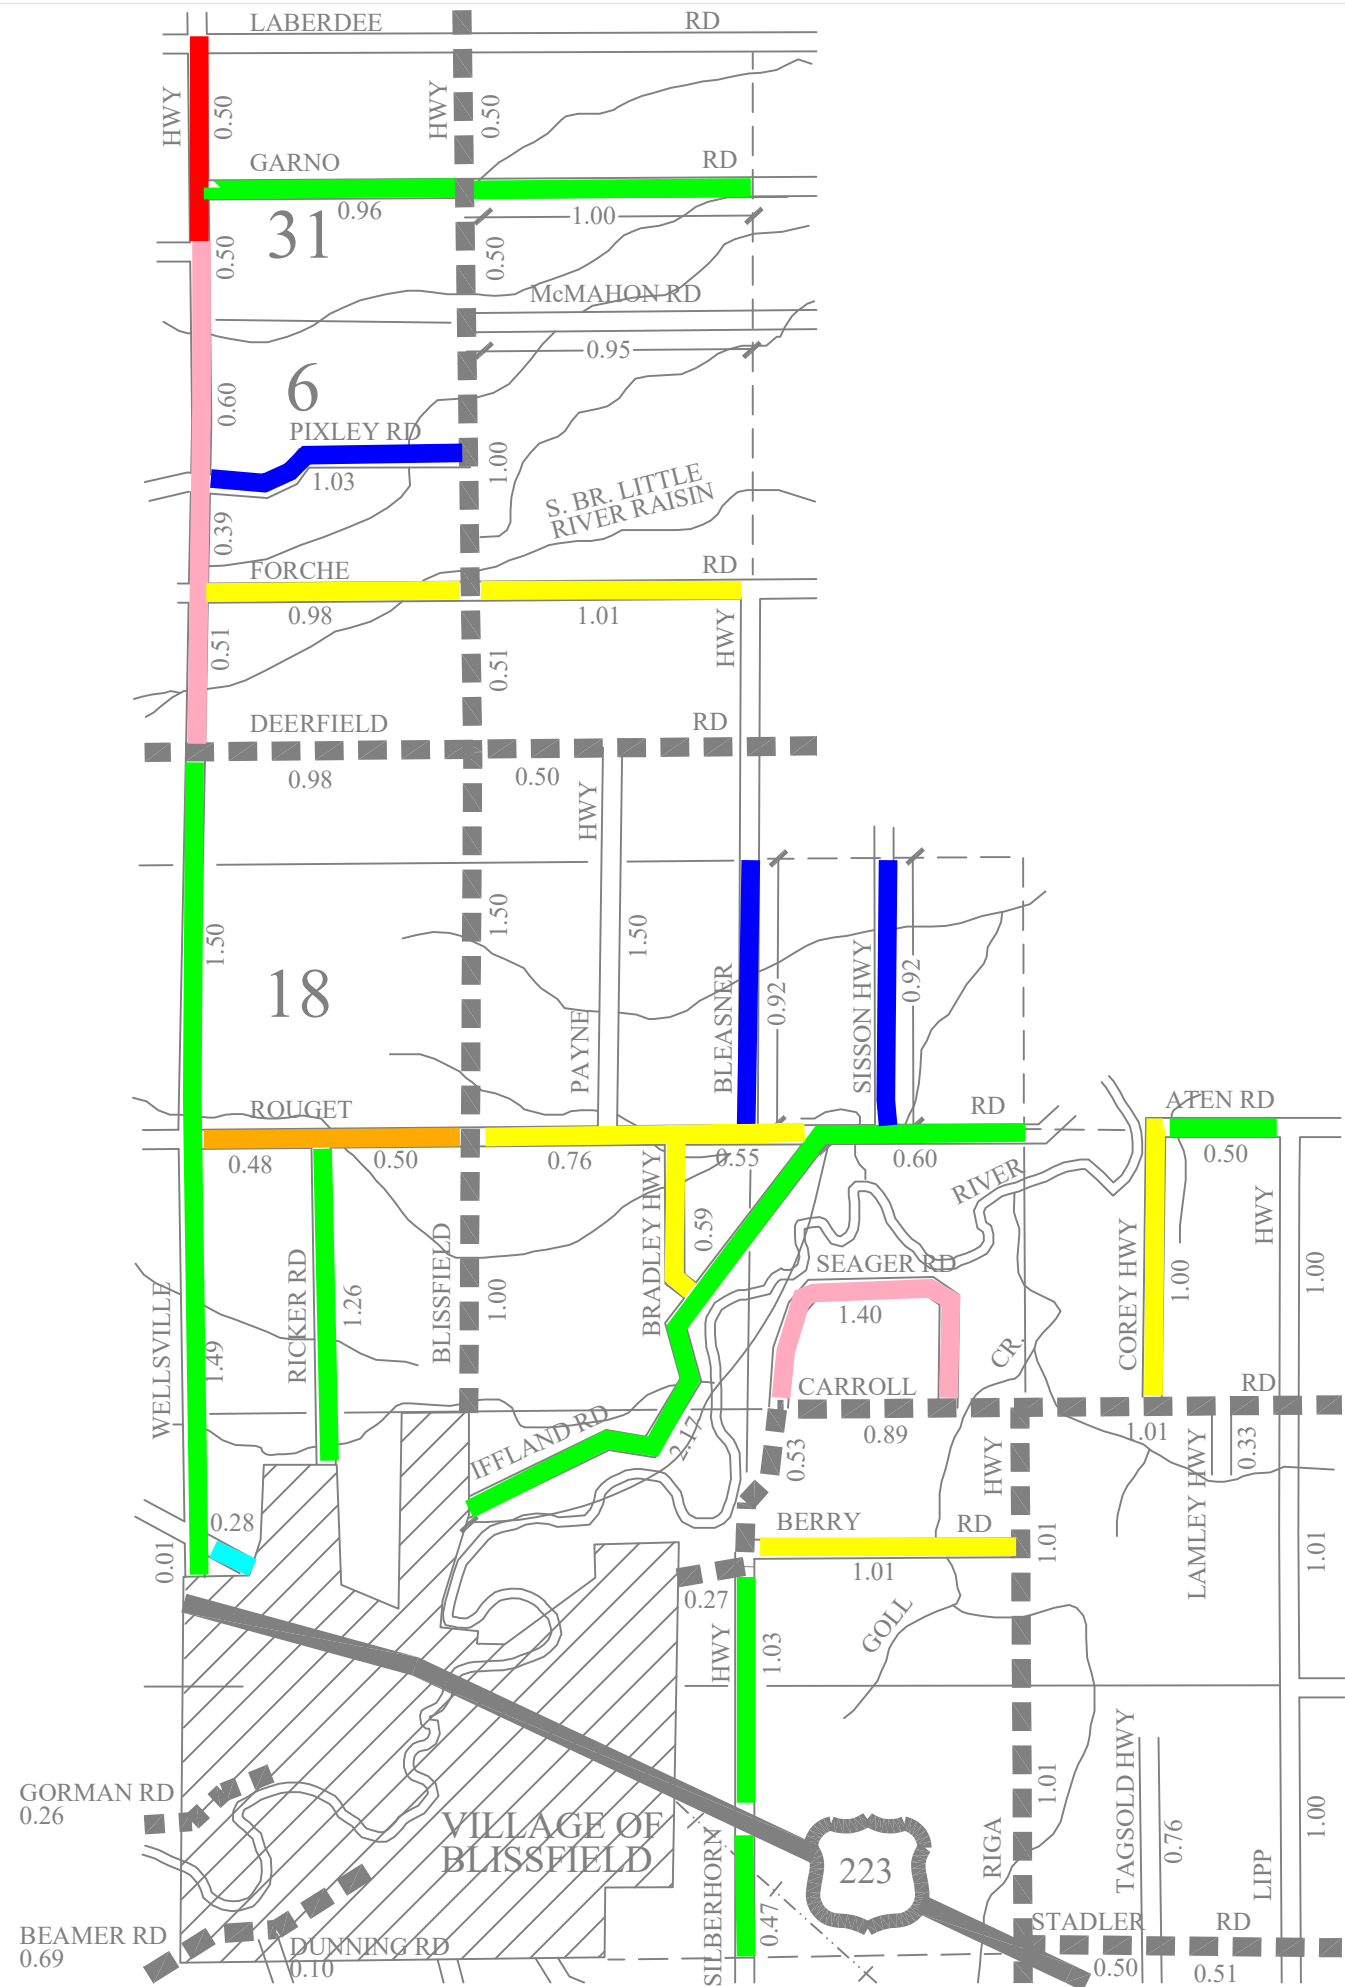 LABERDEE RD
HWY
0.50
HWY
0.50
GARNO RD
0.96
31
1.00
0.50
0.50
McMAHON RD
0.95
6
0.60
PIXLEY RD
1.03
1.00
S. BR. LITTLE
RIVER RAISIN
0.39
FORCHE RD
0.98
1.01
0.51
0.51
HWY
DEERFIELD RD
0.98
0.50
HWY
1.50
18
1.50
1.50
PAYNE
BLEASNER
0.92
SISSON HWY
0.92
ROUGET RD
0.48
0.50
0.76
0.55
0.60
ATEN RD
0.50
RIVER
BRADLEY HWY
0.59
SEAGER RD
1.40
COREY HWY
1.00
HWY
1.00
WELLSVILLE
1.49
RICKER RD
1.26
BLISSFIELD
1.00
CR.
CARROLL RD
0.89
1.01
IFFLAND RD
2.17
0.53
HWY
LAMLEY HWY
0.33
0.28
0.01
BERRY RD
1.01
1.01
1.01
0.27
HWY
1.03
GOLL
GORMAN RD
0.26
VILLAGE OF
BLISSFIELD
1.01
TAGSOLD HWY
0.76
1.00
223
SILBERHORM
0.47
RIGA
LIPP
BEAMER RD
0.69
DUNNING RD
0.10
STADLER RD
0.50
0.51